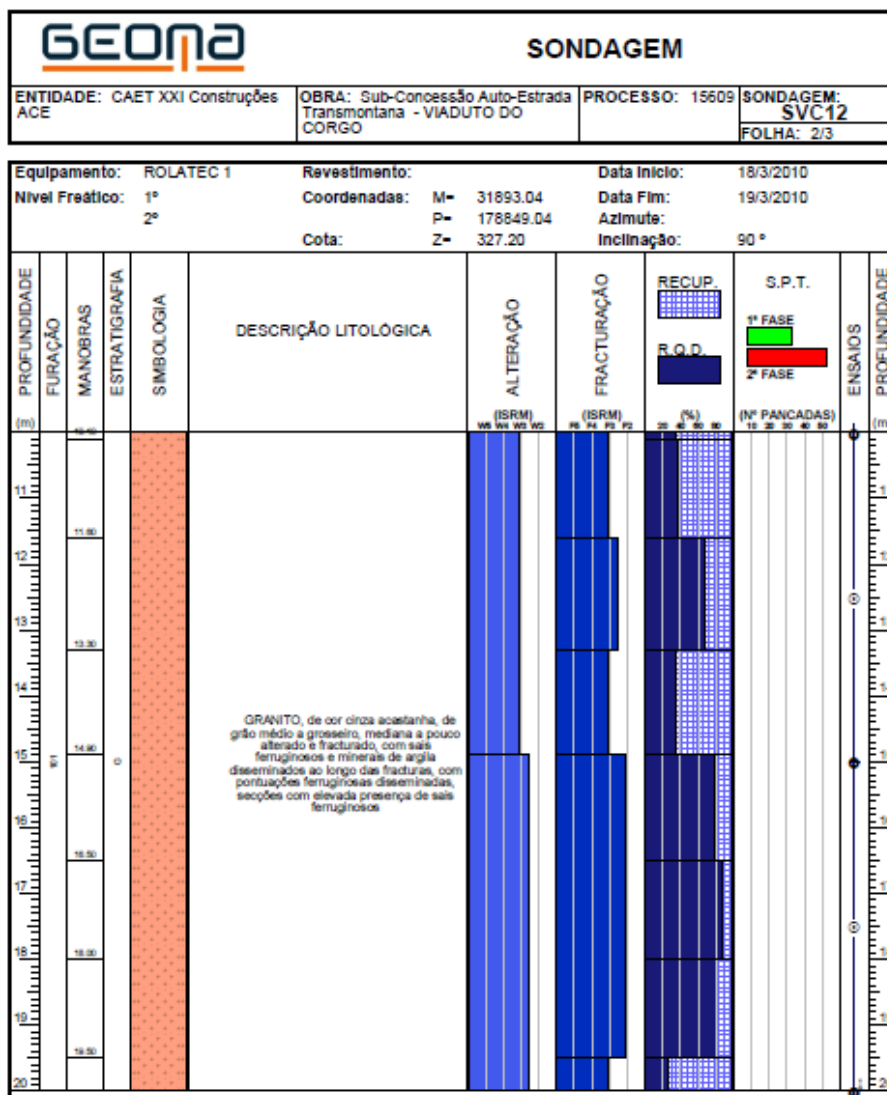 GEOMA
SONDAGEM
ENTIDADE: CAET XXI Construções
ACE
OBRA: Sub-Concessão Auto-Estrada
Transmontana - VIADUTO DO
CORGO
PROCESSO: 15609
SONDAGEM:
SVC12
FOLHA: 2/3
Equipamento: ROLATEC 1
Revestimento:
Data Início: 18/3/2010
Nível Freático: 1º
Coordenadas: M= 31893.04
Data Fim: 19/3/2010
2º
P= 178849.04
Azimute:
Cota: Z= 327.20
Inclinação: 90 º
PROFUNDIDADE
(m)
FURAÇÃO
MANOBRAS
ESTRATIGRAFIA
SIMBOLOGIA
DESCRIÇÃO LITOLÓGICA
ALTERAÇÃO
(ISRM)
W5 W4 W3 W2
FRACTURAÇÃO
(ISRM)
F5 F4 F3 F2
RECUP.
R.Q.D.
(%)
20 40 60 80
S.P.T.
1ª FASE
2ª FASE
(Nº PANCADAS)
10 20 30 40 50
ENSAIOS
PROFUNDIDADE
11
11.60
12
13
13.30
14
14.90
15
16
16.50
17
18
18.00
19
19.50
20
101
GRANITO, de cor cinza acastanha, de
grão médio a grosseiro, mediana a pouco
alterado e fracturado, com sais
ferruginosos e minerais de argila
disseminados ao longo das fracturas, com
pontuações ferruginosas disseminadas,
secções com elevada presença de sais
ferruginosos